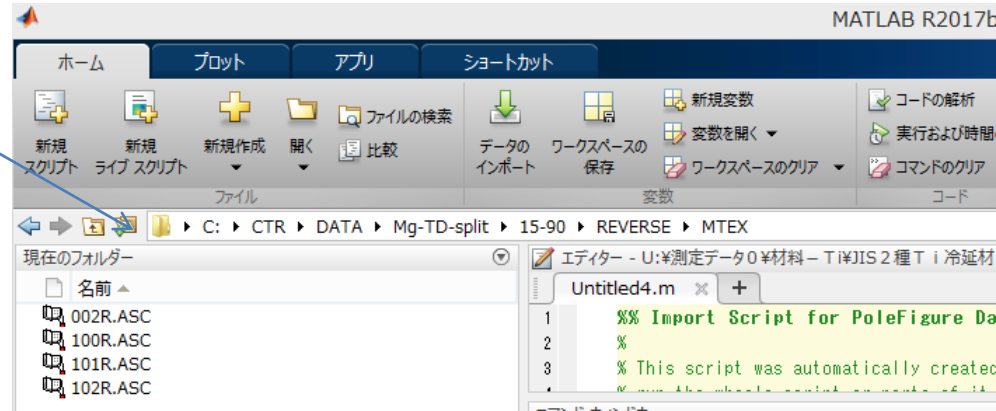 MATLAB R2017b
ホーム プロット アプリ ショートカット
新規 スクリプト
新規 ライブ スクリプト
新規作成
開く
ファイルの検索
比較
データの インポート
ワークスペースの 保存
新規変数
変数を開く
ワークスペースのクリア
コードの解析
実行および時間
コマンドのクリア
ファイル 変数 コード
C: CTR DATA Mg-TD-split 15-90 REVERSE MTEX
現在のフォルダー
名前
002R.ASC
100R.ASC
101R.ASC
102R.ASC
エディター - U:¥測定データ0¥材料-Ti¥JIS2種Ti冷延材
Untitled4.m
1 %% Import Script for PoleFigure Da
2 %
3 % This script was automatically created